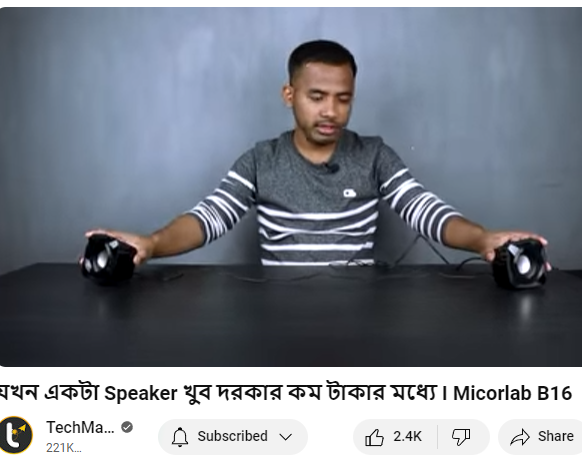 যখন একটা Speaker খুব দরকার কম টাকার মধ্যে I Micorlab B16
TechMa...
221K...
Subscribed
2.4K
Share